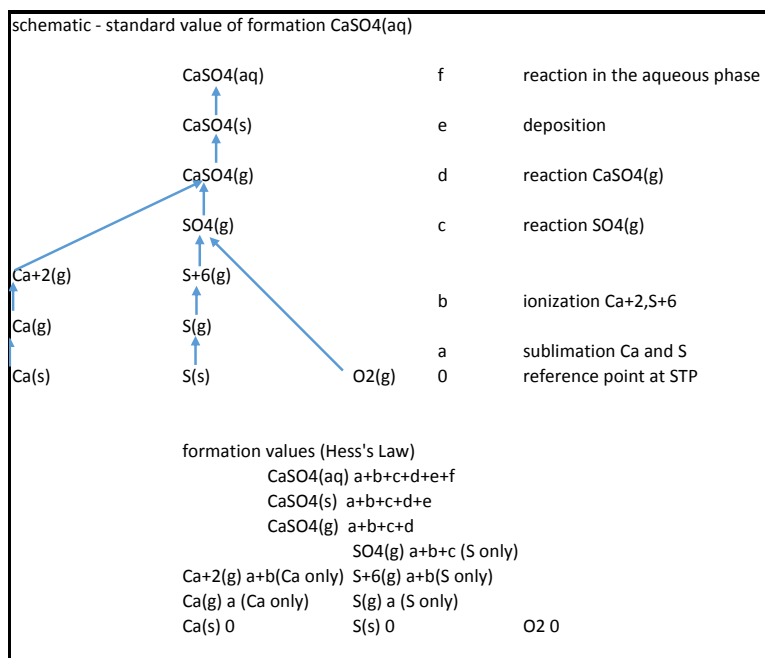 schematic - standard value of formation CaSO4(aq)
CaSO4(aq) f reaction in the aqueous phase
CaSO4(s) e deposition
CaSO4(g) d reaction CaSO4(g)
SO4(g) c reaction SO4(g)
Ca+2(g) S+6(g)
b ionization Ca+2,S+6
Ca(g) S(g)
a sublimation Ca and S
Ca(s) S(s) O2(g) 0 reference point at STP
formation values (Hess's Law)
CaSO4(aq) a+b+c+d+e+f
CaSO4(s) a+b+c+d+e
CaSO4(g) a+b+c+d
SO4(g) a+b+c (S only)
Ca+2(g) a+b(Ca only) S+6(g) a+b(S only)
Ca(g) a (Ca only) S(g) a (S only)
Ca(s) 0 S(s) 0 O2 0